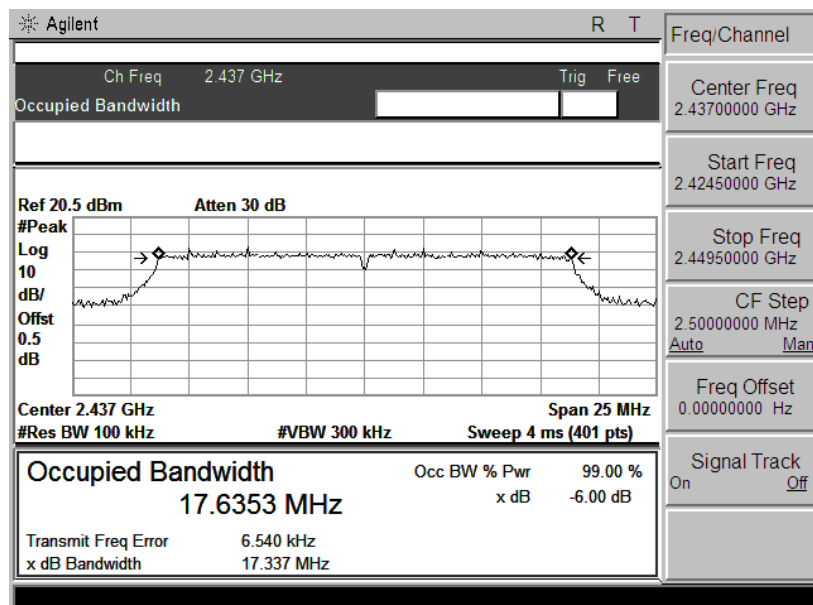 Agilent R T
Freq/Channel
Ch Freq 2.437 GHz Trig Free
Occupied Bandwidth
Center Freq
2.43700000 GHz
Start Freq
2.42450000 GHz
Stop Freq
2.44950000 GHz
CF Step
2.50000000 MHz
Auto Man
Freq Offset
0.00000000 Hz
Signal Track
On Off
Ref 20.5 dBm Atten 30 dB
#Peak
Log
10
dB/
Offst
0.5
dB
Center 2.437 GHz Span 25 MHz
#Res BW 100 kHz #VBW 300 kHz Sweep 4 ms (401 pts)
Occupied Bandwidth
17.6353 MHz
Occ BW % Pwr 99.00 %
x dB -6.00 dB
Transmit Freq Error 6.540 kHz
x dB Bandwidth 17.337 MHz